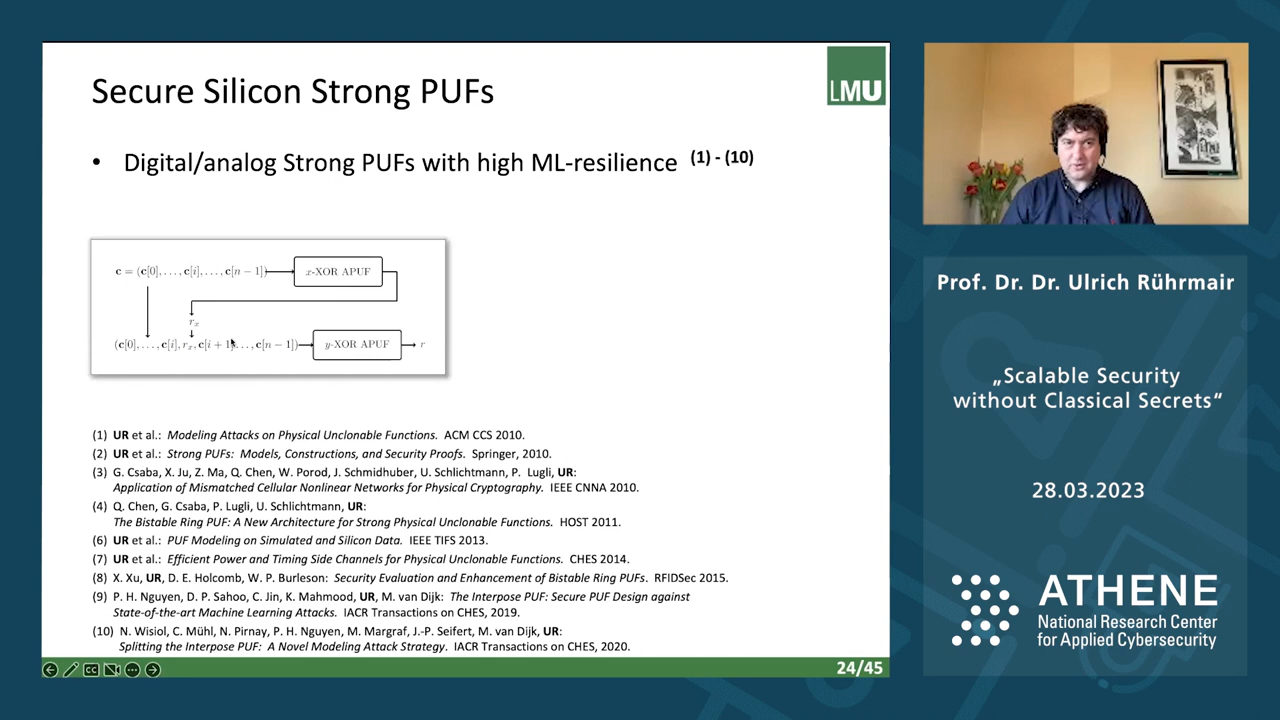 Secure Silicon Strong PUFs
LMU
• Digital/analog Strong PUFs with high ML-resilience (1) - (10)
c = (c[0], . . . , c[i], . . . , c[n − 1])
x-XOR APUF
r_x
(c[0], . . . , c[i], r_x, c[i + 1], . . . , c[n − 1])
y-XOR APUF
r
(1) UR et al.: Modeling Attacks on Physical Unclonable Functions. ACM CCS 2010.
(2) UR et al.: Strong PUFs: Models, Constructions, and Security Proofs. Springer, 2010.
(3) G. Csaba, X. Ju, Z. Ma, Q. Chen, W. Porod, J. Schmidhuber, U. Schlichtmann, P. Lugli, UR:
Application of Mismatched Cellular Nonlinear Networks for Physical Cryptography. IEEE CNNA 2010.
(4) Q. Chen, G. Csaba, P. Lugli, U. Schlichtmann, UR:
The Bistable Ring PUF: A New Architecture for Strong Physical Unclonable Functions. HOST 2011.
(6) UR et al.: PUF Modeling on Simulated and Silicon Data. IEEE TIFS 2013.
(7) UR et al.: Efficient Power and Timing Side Channels for Physical Unclonable Functions. CHES 2014.
(8) X. Xu, UR, D. E. Holcomb, W. P. Burleson: Security Evaluation and Enhancement of Bistable Ring PUFs. RFIDSec 2015.
(9) P. H. Nguyen, D. P. Sahoo, C. Jin, K. Mahmood, UR, M. van Dijk: The Interpose PUF: Secure PUF Design against
State-of-the-art Machine Learning Attacks. IACR Transactions on CHES, 2019.
(10) N. Wisiol, C. Mühl, N. Pirnay, P. H. Nguyen, M. Margraf, J.-P. Seifert, M. van Dijk, UR:
Splitting the Interpose PUF: A Novel Modeling Attack Strategy. IACR Transactions on CHES, 2020.
CC
24/45
Prof. Dr. Dr. Ulrich Rührmair
„Scalable Security
without Classical Secrets“
28.03.2023
ATHENE
National Research Center
for Applied Cybersecurity